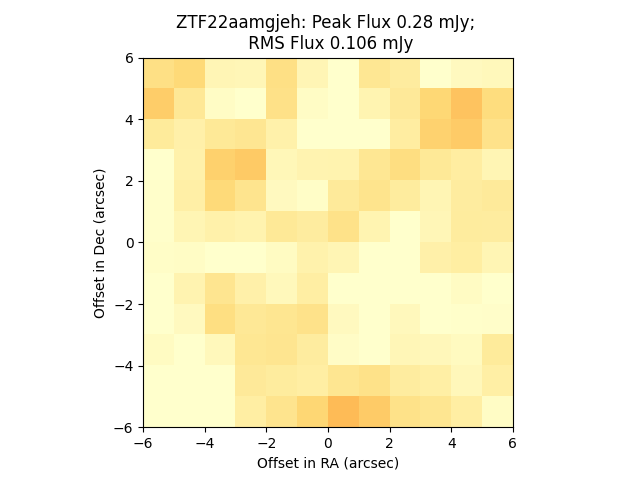 ZTF22aamgjeh: Peak Flux 0.28 mJy;
RMS Flux 0.106 mJy
6
4
2
0
−2
−4
−6
Offset in Dec (arcsec)
−6 −4 −2 0 2 4 6
Offset in RA (arcsec)